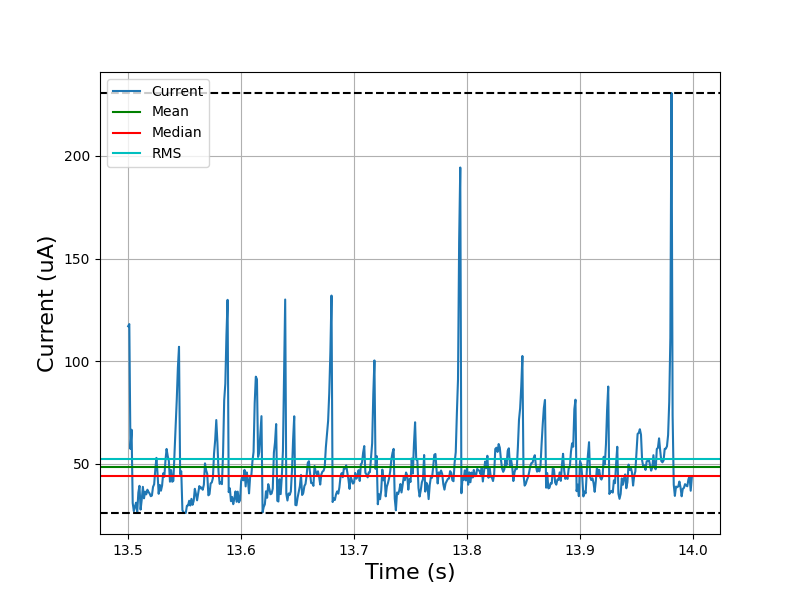 Current
Mean
Median
RMS
200
150
100
50
Current (uA)
13.5 13.6 13.7 13.8 13.9 14.0
Time (s)